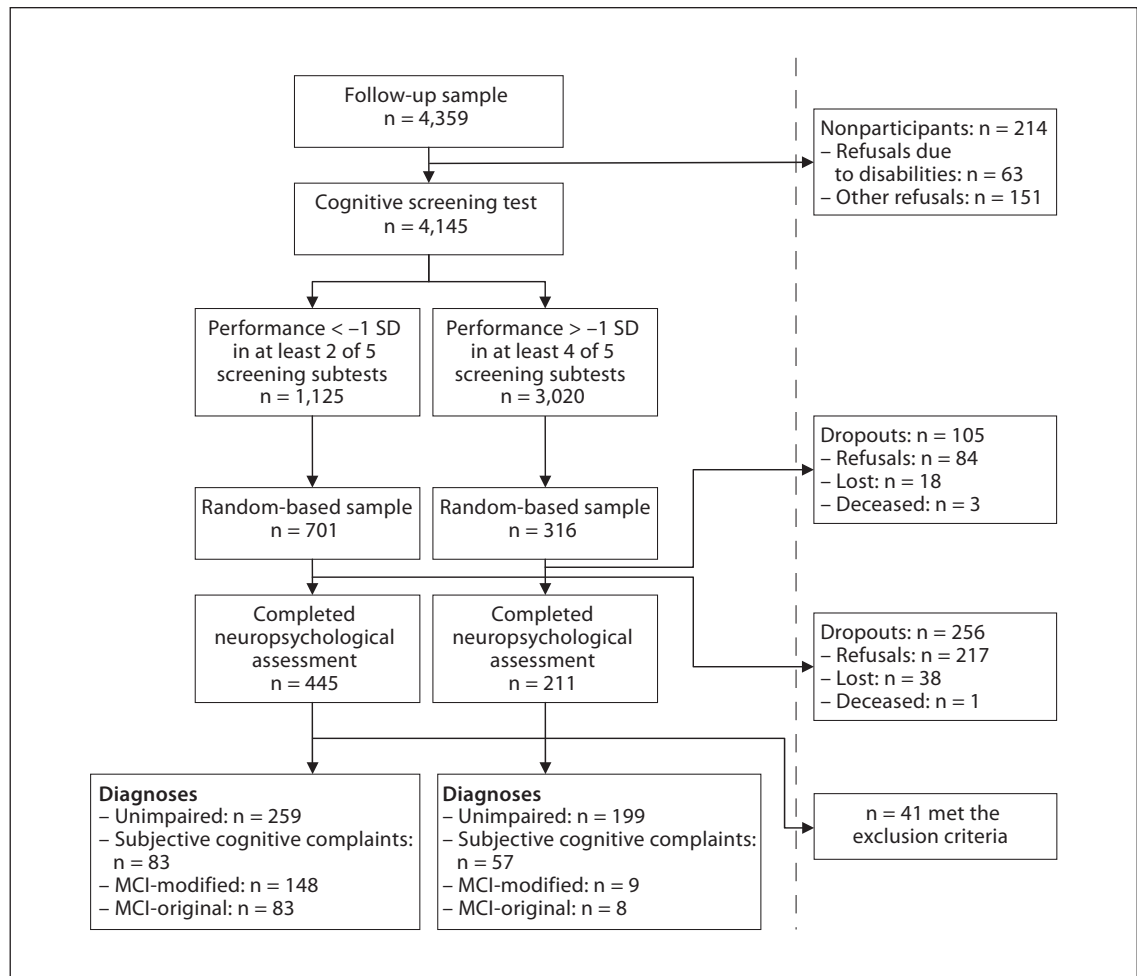 Follow-up sample
n = 4,359
Nonparticipants: n = 214
– Refusals due
to disabilities: n = 63
– Other refusals: n = 151
Cognitive screening test
n = 4,145
Performance < –1 SD
in at least 2 of 5
screening subtests
n = 1,125
Performance > –1 SD
in at least 4 of 5
screening subtests
n = 3,020
Dropouts: n = 105
– Refusals: n = 84
– Lost: n = 18
– Deceased: n = 3
Random-based sample
n = 701
Random-based sample
n = 316
Completed
neuropsychological
assessment
n = 445
Completed
neuropsychological
assessment
n = 211
Dropouts: n = 256
– Refusals: n = 217
– Lost: n = 38
– Deceased: n = 1
Diagnoses
– Unimpaired: n = 259
– Subjective cognitive complaints:
n = 83
– MCI-modified: n = 148
– MCI-original: n = 83
Diagnoses
– Unimpaired: n = 199
– Subjective cognitive complaints:
n = 57
– MCI-modified: n = 9
– MCI-original: n = 8
n = 41 met the
exclusion criteria